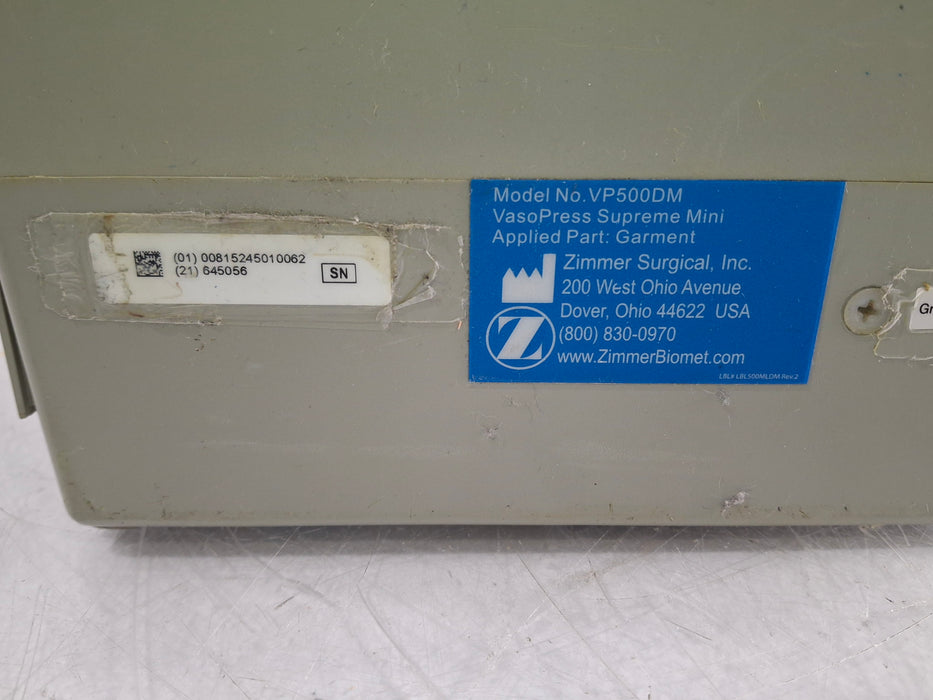 (01) 00815245010062
(21) 645056
SN
Model No. VP500DM
VasoPress Supreme Mini
Applied Part: Garment
Zimmer Surgical, Inc.
200 West Ohio Avenue
Dover, Ohio 44622 USA
(800) 830-0970
www.ZimmerBiomet.com
LBL# LBL500MLDM Rev.2
Z